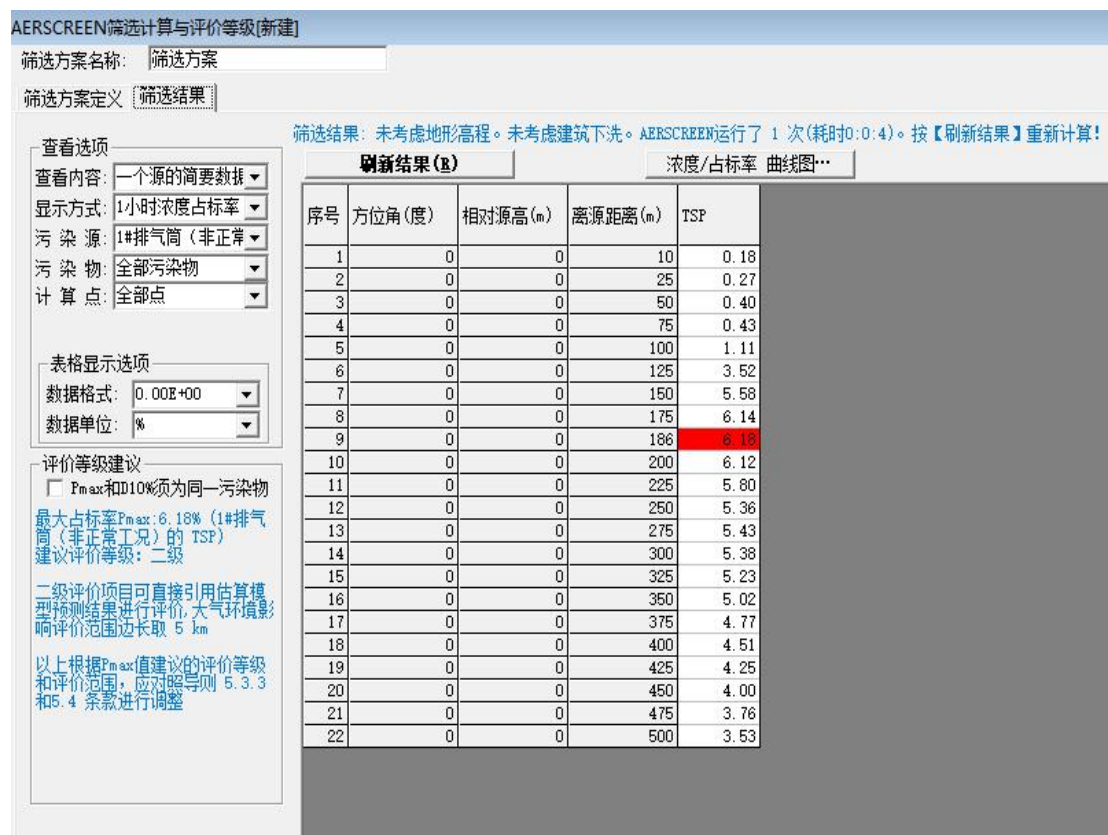 AERSCREEN筛选计算与评价等级[新建]
筛选方案名称: 筛选方案
筛选方案定义 筛选结果
筛选结果: 未考虑地形高程。未考虑建筑下洗。AERSCREEN运行了 1 次(耗时0:0:4)。按【刷新结果】重新计算!
查看选项
查看内容: 一个源的简要数据
显示方式: 1小时浓度占标率
污 染 源: 1#排气筒（非正常
污 染 物: 全部污染物
计 算 点: 全部点
表格显示选项
数据格式: 0.00E+00
数据单位: %
评价等级建议
Pmax和D10%须为同一污染物
最大占标率Pmax:6.18% (1#排气
筒（非正常工况）的 TSP)
建议评价等级: 二级
二级评价项目可直接引用估算模
型预测结果进行评价,大气环境影
响评价范围边长取 5 km
以上根据Pmax值建议的评价等级
和评价范围，应对照导则 5.3.3
和5.4 条款进行调整
刷新结果(R) 浓度/占标率 曲线图…
序号 方位角(度) 相对源高(m) 离源距离(m) TSP
1 0 0 10 0.18
2 0 0 25 0.27
3 0 0 50 0.40
4 0 0 75 0.43
5 0 0 100 1.11
6 0 0 125 3.52
7 0 0 150 5.58
8 0 0 175 6.14
9 0 0 186 6.18
10 0 0 200 6.12
11 0 0 225 5.80
12 0 0 250 5.36
13 0 0 275 5.43
14 0 0 300 5.38
15 0 0 325 5.23
16 0 0 350 5.02
17 0 0 375 4.77
18 0 0 400 4.51
19 0 0 425 4.25
20 0 0 450 4.00
21 0 0 475 3.76
22 0 0 500 3.53